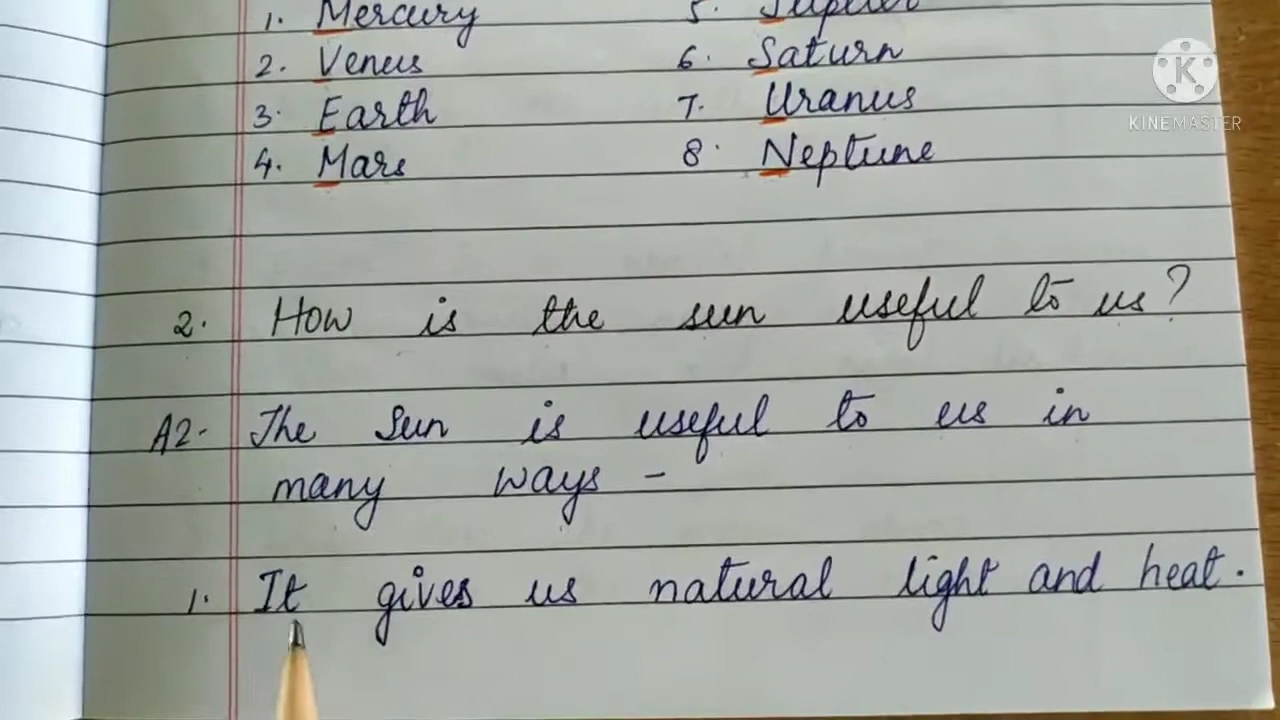 1. Mercury 5. Jupiter
2. Venus 6. Saturn
3. Earth 7. Uranus
4. Mars 8. Neptune
2. How is the sun useful to us?
A2- The Sun is useful to us in
many ways -
1. It gives us natural light and heat.
K
KINEMASTER